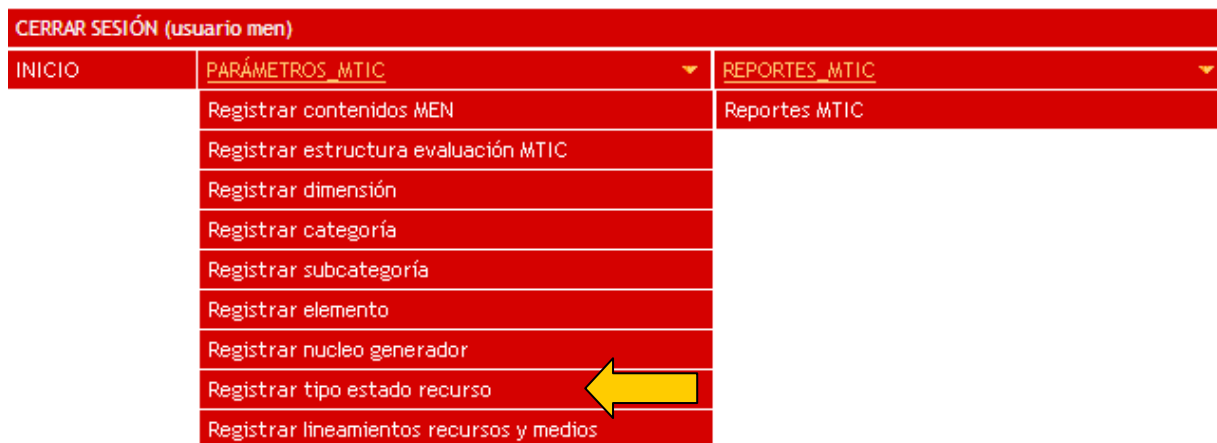 CERRAR SESIÓN (usuario men)
INICIO PARÁMETROS_MTIC REPORTES_MTIC
Registrar contenidos MEN Reportes MTIC
Registrar estructura evaluación MTIC
Registrar dimensión
Registrar categoría
Registrar subcategoría
Registrar elemento
Registrar nucleo generador
Registrar tipo estado recurso
Registrar lineamientos recursos y medios